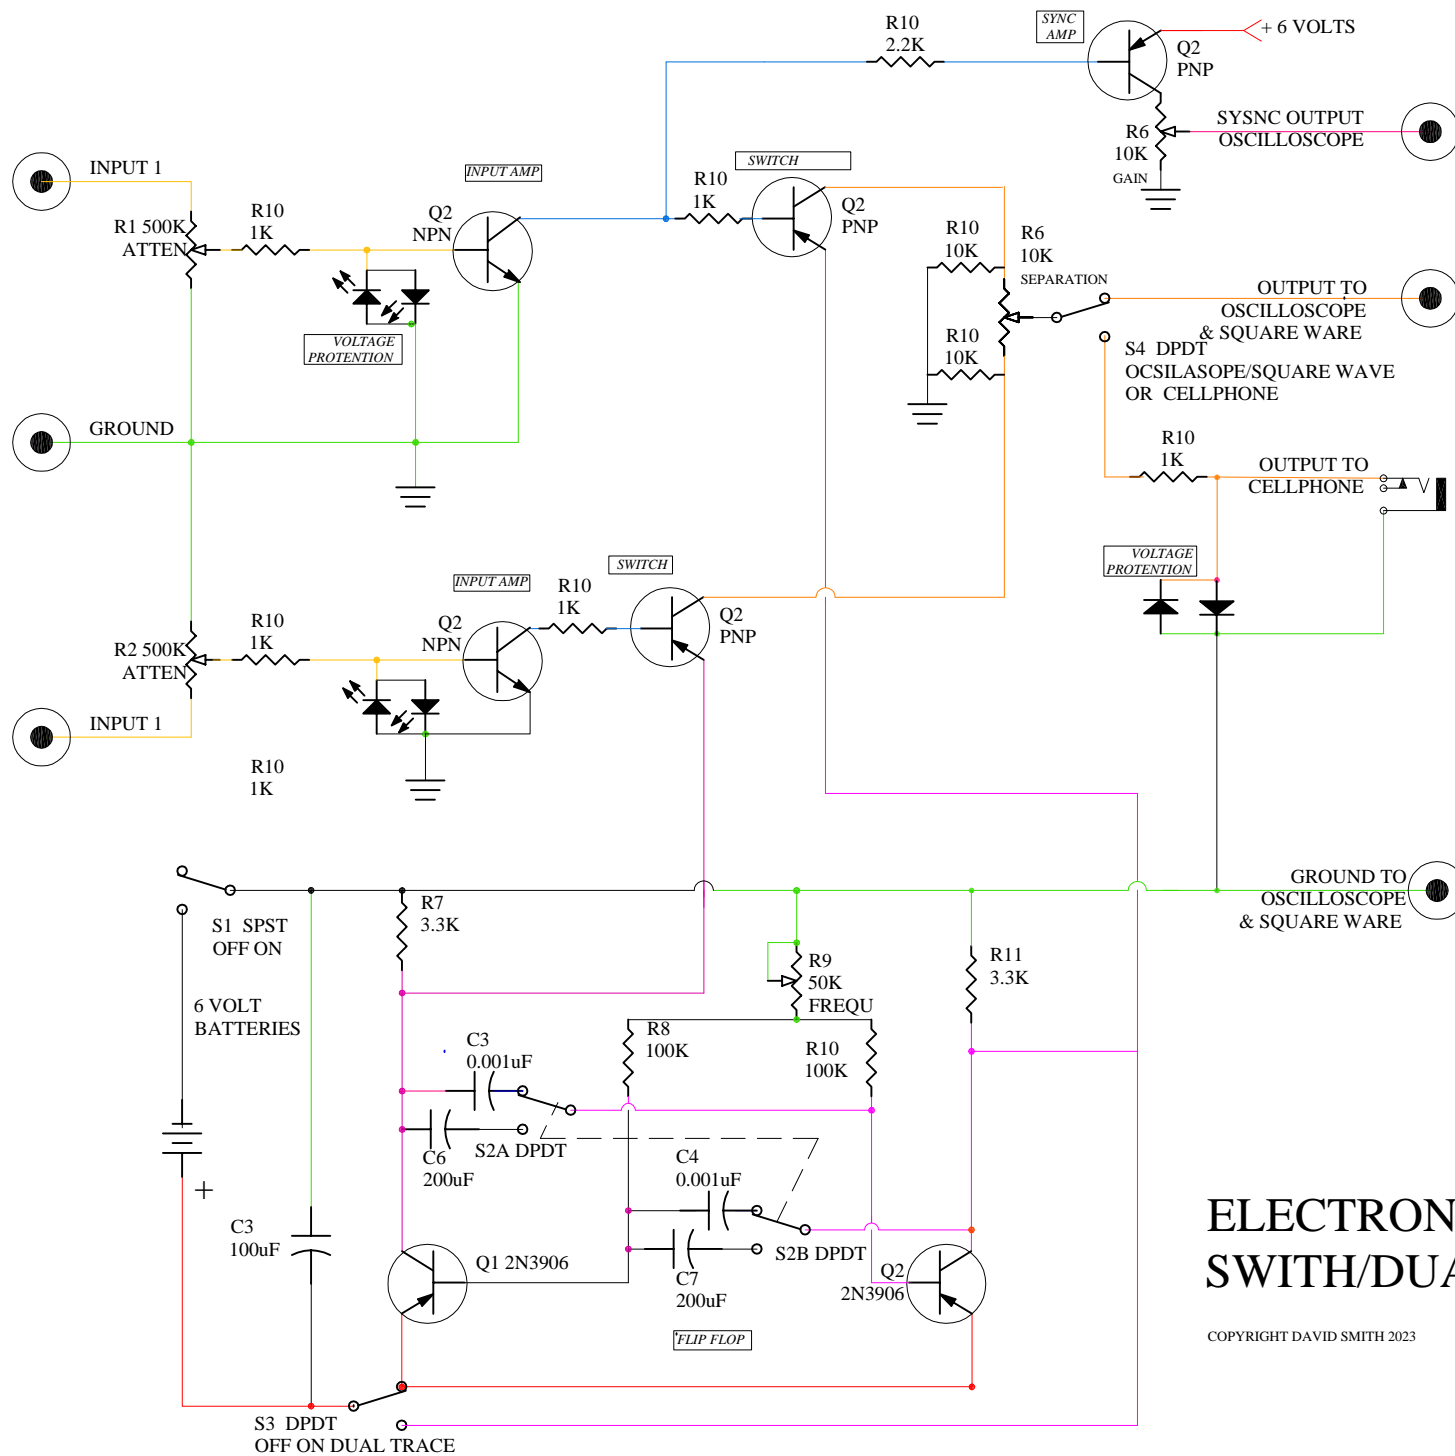 R10
2.2K
SYNC
AMP
+ 6 VOLTS
Q2
PNP
SYSNC OUTPUT
OSCILLOSCOPE
R6
10K
GAIN
INPUT 1
INPUT AMP
SWITCH
R10
1K
Q2
PNP
R1 500K
ATTEN
R10
1K
Q2
NPN
VOLTAGE
PROTENTION
R10
10K
R6
10K
SEPARATION
R10
10K
OUTPUT TO
OSCILLOSCOPE
& SQUARE WARE
S4 DPDT
OCSILASOPE/SQUARE WAVE
OR CELLPHONE
GROUND
R10
1K
OUTPUT TO
CELLPHONE
VOLTAGE
PROTENTION
INPUT AMP
SWITCH
R10
1K
R2 500K
ATTEN
R10
1K
Q2
NPN
Q2
PNP
INPUT 1
R10
1K
S1 SPST
OFF ON
R7
3.3K
GROUND TO
OSCILLOSCOPE
& SQUARE WARE
6 VOLT
BATTERIES
R9
50K
FREQU
R11
3.3K
C3
0.001uF
R8
100K
R10
100K
C6
200uF
S2A DPDT
C4
0.001uF
+
C3
100uF
Q1 2N3906
C7
200uF
S2B DPDT
Q2
2N3906
FLIP FLOP
ELECTRON
SWITH/DUA
COPYRIGHT DAVID SMITH 2023
S3 DPDT
OFF ON DUAL TRACE